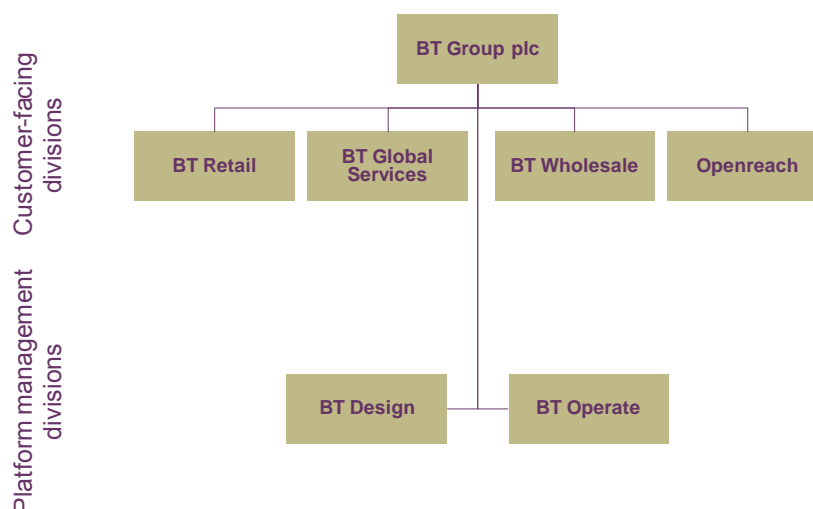 BT Group plc
Customer-facing
divisions
BT Retail
BT Global
Services
BT Wholesale
Openreach
Platform management
divisions
BT Design
BT Operate